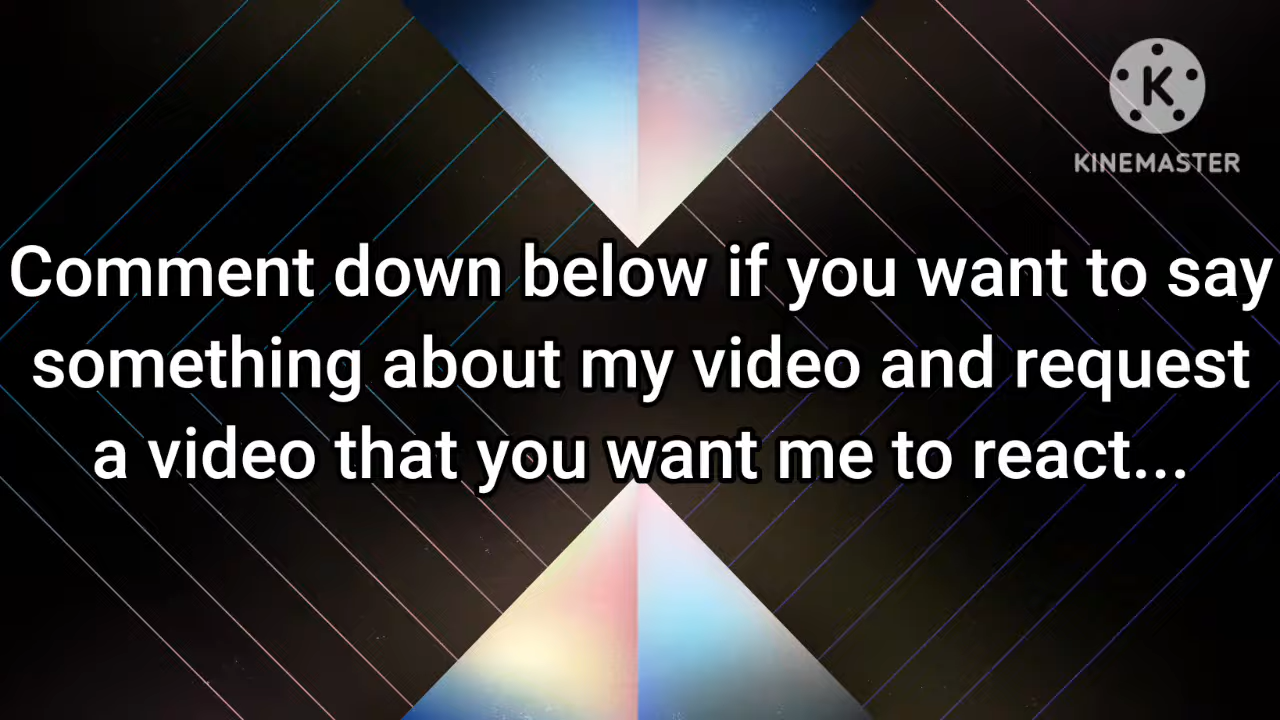 K
KINEMASTER
Comment down below if you want to say
something about my video and request
a video that you want me to react...